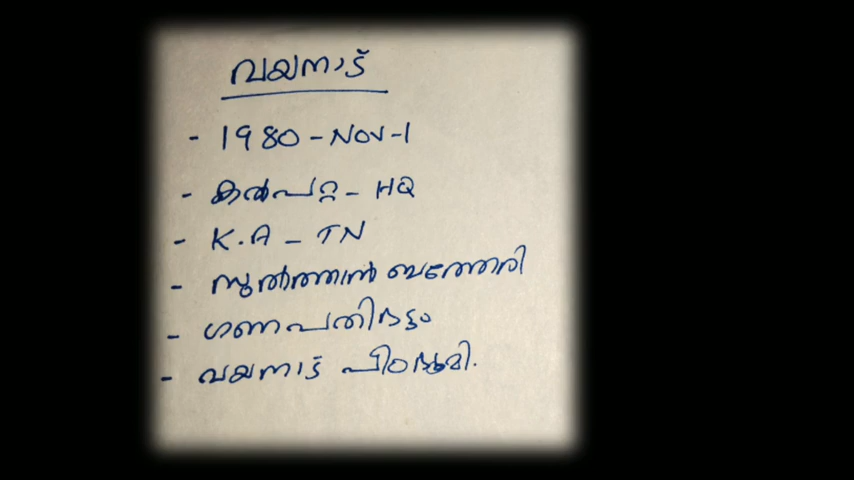 വയനാട്
- 1980 - NOV - 1
- കൽപറ്റ - HQ
- K.A - TN
- സുൽത്താൻ ബത്തേരി
- ഗണപതിവട്ടം
- വയനാട് പീഠഭൂമി.